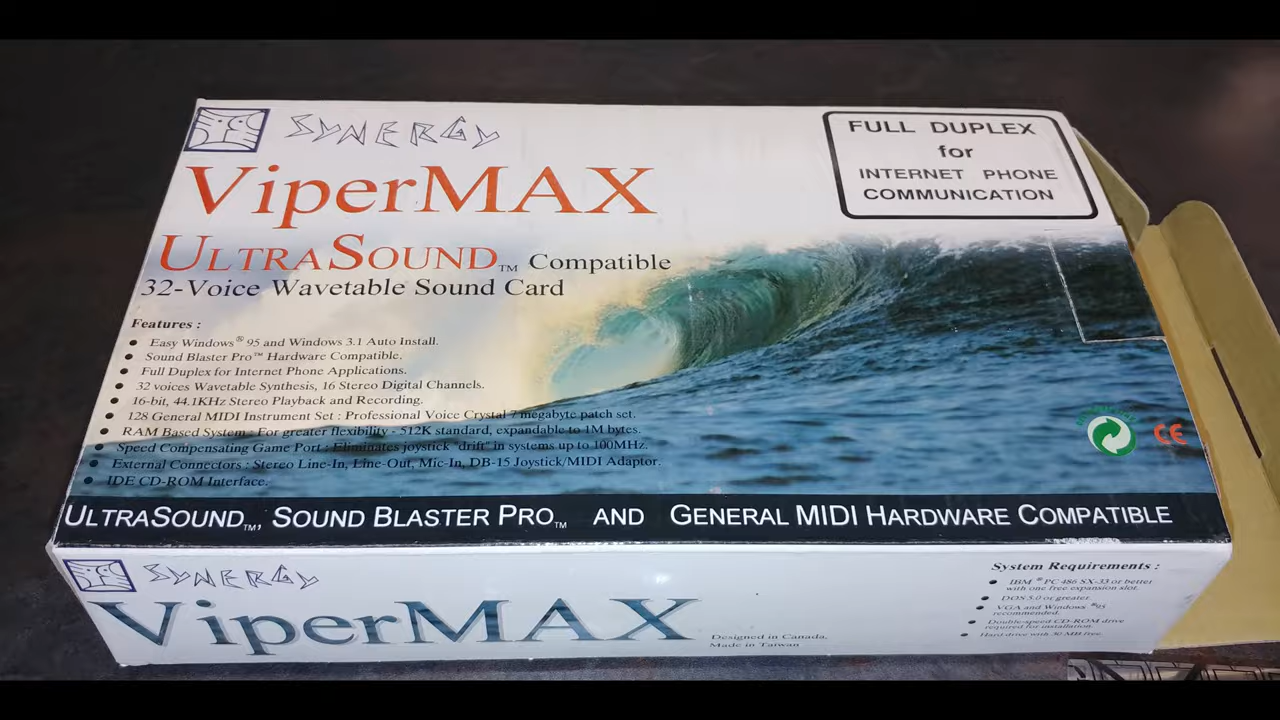 SYNERGY
ViperMAX
ULTRASOUND™ Compatible
32-Voice Wavetable Sound Card
FULL DUPLEX
for
INTERNET PHONE
COMMUNICATION
Features :
Easy Windows® 95 and Windows 3.1 Auto Install.
Sound Blaster Pro™ Hardware Compatible.
Full Duplex for Internet Phone Applications.
32 voices Wavetable Synthesis, 16 Stereo Digital Channels.
16-bit, 44.1KHz Stereo Playback and Recording.
128 General MIDI Instrument Set : Professional Voice Crystal 7 megabyte patch set.
RAM Based System : For greater flexibility - 512K standard, expandable to 1M bytes.
Speed Compensating Game Port : Eliminates joystick "drift" in systems up to 100MHz.
External Connectors : Stereo Line-In, Line-Out, Mic-In, DB-15 Joystick/MIDI Adaptor.
IDE CD-ROM Interface.
CE
ULTRASOUND™, SOUND BLASTER PRO™ AND GENERAL MIDI HARDWARE COMPATIBLE
SYNERGY
ViperMAX
Designed in Canada,
Made in Taiwan
System Requirements :
IBM® PC 486 SX-33 or better
with one free expansion slot.
DOS 5.0 or greater.
VGA and Windows®95
recommended.
Double-speed CD-ROM drive
required for installation.
Hard drive with 30 MB free.